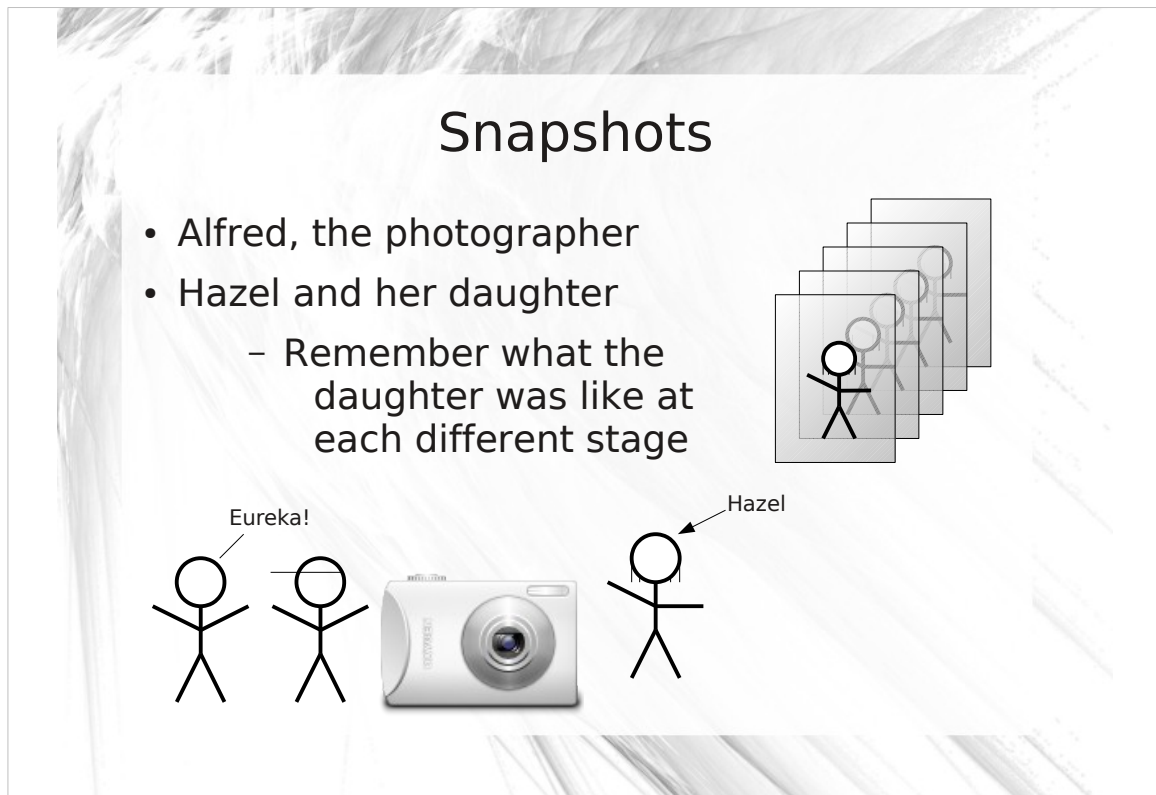 Snapshots
• Alfred, the photographer
• Hazel and her daughter
– Remember what the
daughter was like at
each different stage
Eureka!
Hazel